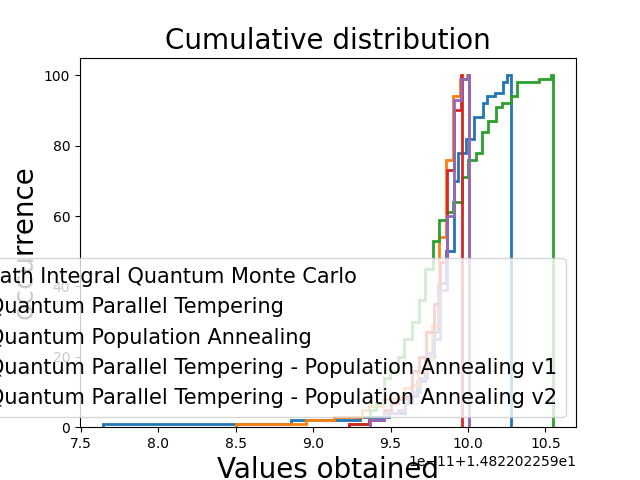 Cumulative distribution
100
80
60
40
20
0
occurrence
ath Integral Quantum Monte Carlo
Quantum Parallel Tempering
Quantum Population Annealing
Quantum Parallel Tempering - Population Annealing v1
Quantum Parallel Tempering - Population Annealing v2
7.5 8.0 8.5 9.0 9.5 10.0 10.5
1e-11+1.482202259e1
Values obtained